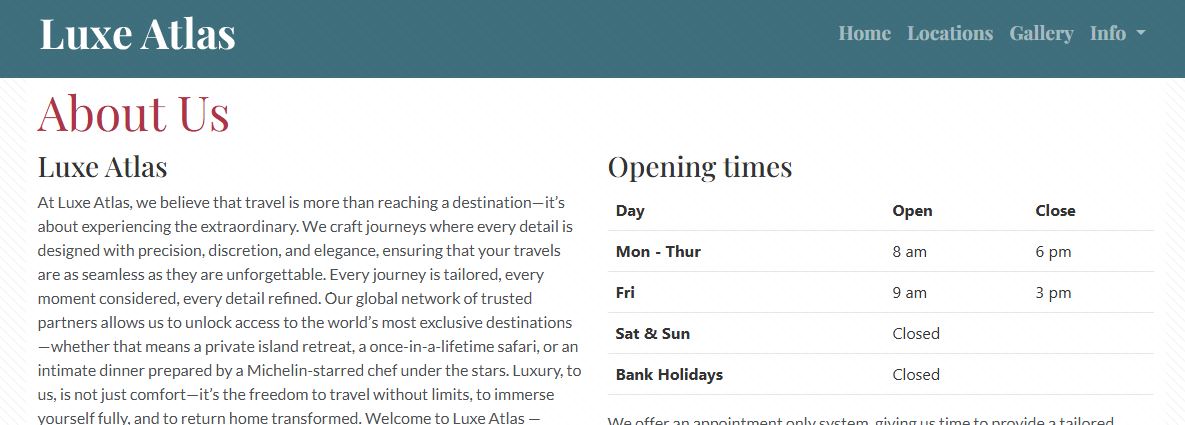 Luxe Atlas
Home Locations Gallery Info
About Us
Luxe Atlas
At Luxe Atlas, we believe that travel is more than reaching a destination—it’s
about experiencing the extraordinary. We craft journeys where every detail is
designed with precision, discretion, and elegance, ensuring that your travels
are as seamless as they are unforgettable. Every journey is tailored, every
moment considered, every detail refined. Our global network of trusted
partners allows us to unlock access to the world’s most exclusive destinations
—whether that means a private island retreat, a once-in-a-lifetime safari, or an
intimate dinner prepared by a Michelin-starred chef under the stars. Luxury, to
us, is not just comfort—it’s the freedom to travel without limits, to immerse
yourself fully, and to return home transformed. Welcome to Luxe Atlas —
Opening times
Day Open Close
Mon - Thur 8 am 6 pm
Fri 9 am 3 pm
Sat & Sun Closed
Bank Holidays Closed
We offer an appointment only system, giving us time to provide a tailored